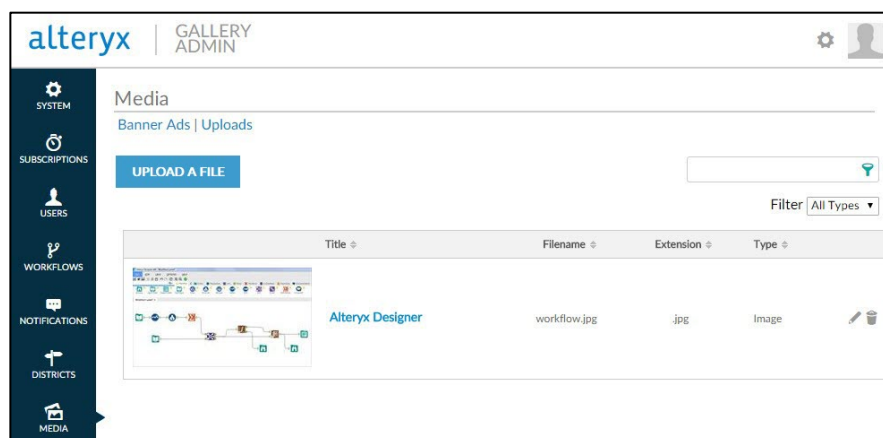 alteryx
GALLERY
ADMIN
SYSTEM
SUBSCRIPTIONS
USERS
WORKFLOWS
NOTIFICATIONS
DISTRICTS
MEDIA
Media
Banner Ads | Uploads
UPLOAD A FILE
Filter All Types
Title Filename Extension Type
Alteryx Designer workflow.jpg .jpg Image